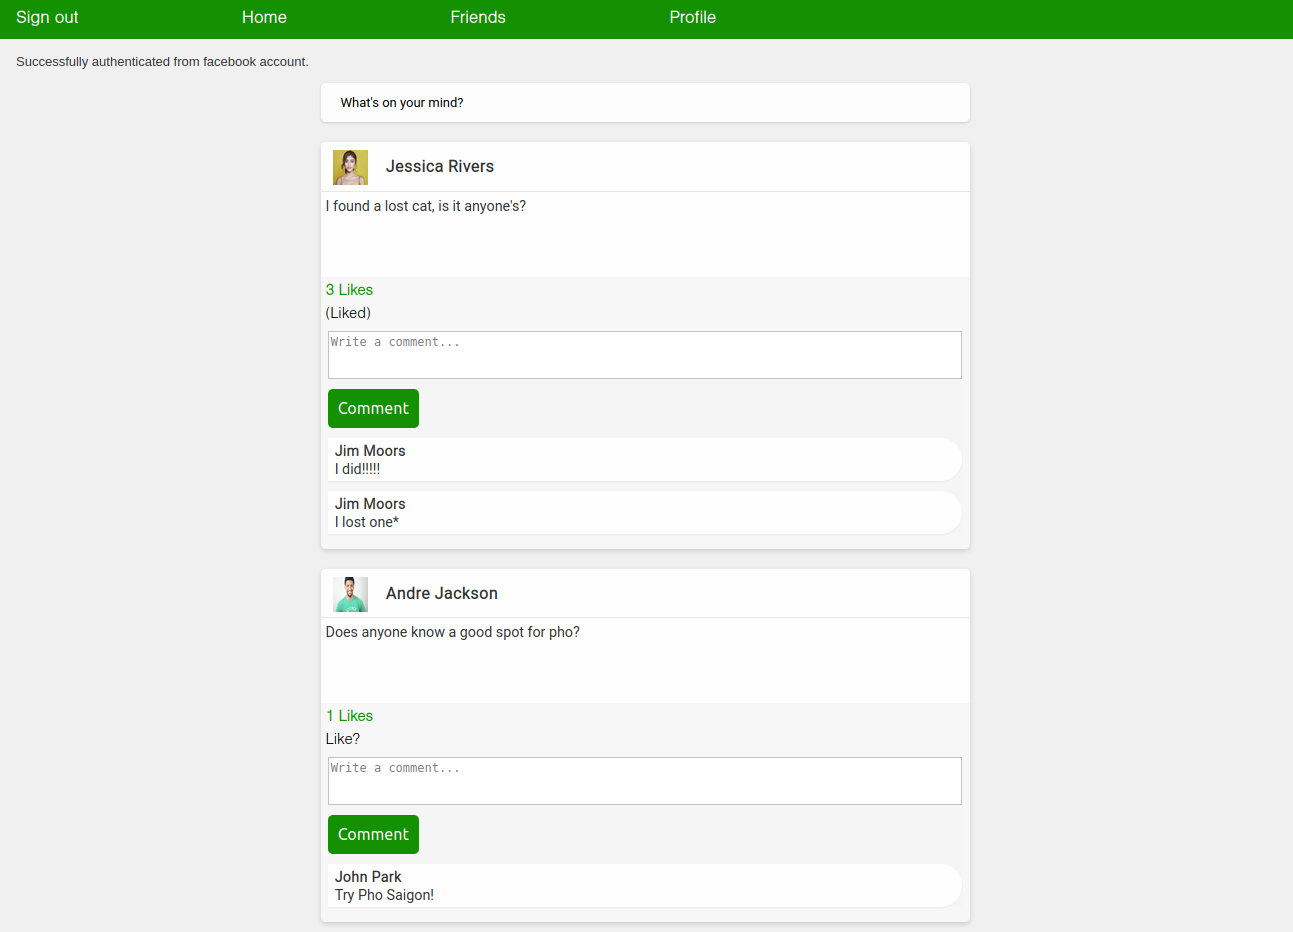 Sign out Home Friends Profile
Successfully authenticated from facebook account.
What's on your mind?
Jessica Rivers
I found a lost cat, is it anyone's?
3 Likes
(Liked)
Write a comment...
Comment
Jim Moors
I did!!!!!
Jim Moors
I lost one*
Andre Jackson
Does anyone know a good spot for pho?
1 Likes
Like?
Write a comment...
Comment
John Park
Try Pho Saigon!